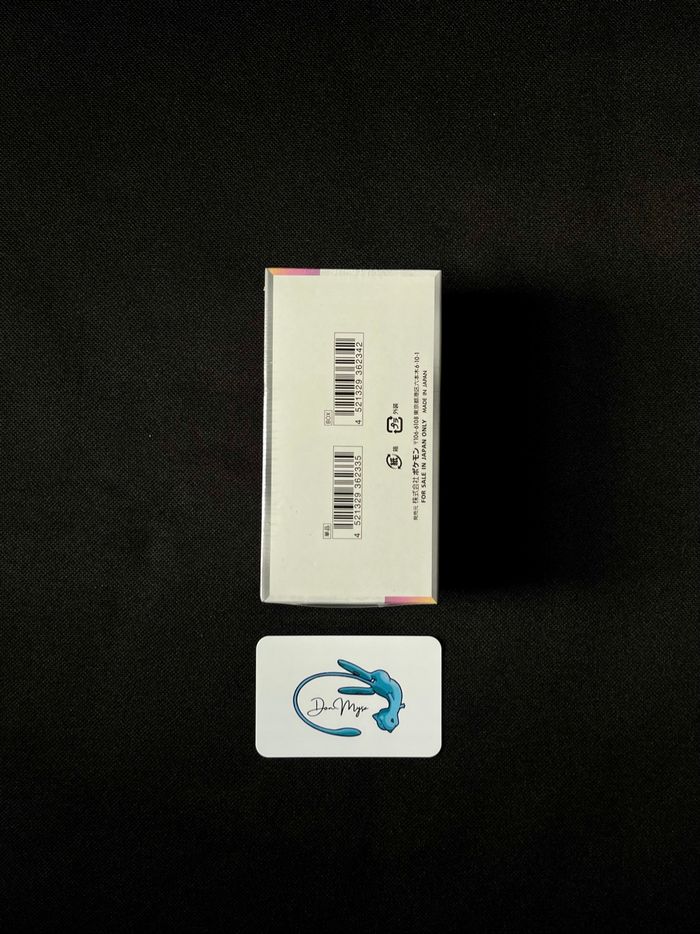 BOX
4 521329 362342
単品
4 521329 362335
紙 箱
プラ 外装
発売元 株式会社ポケモン 〒106-6108 東京都港区六本木6-10-1
FOR SALE IN JAPAN ONLY MADE IN JAPAN